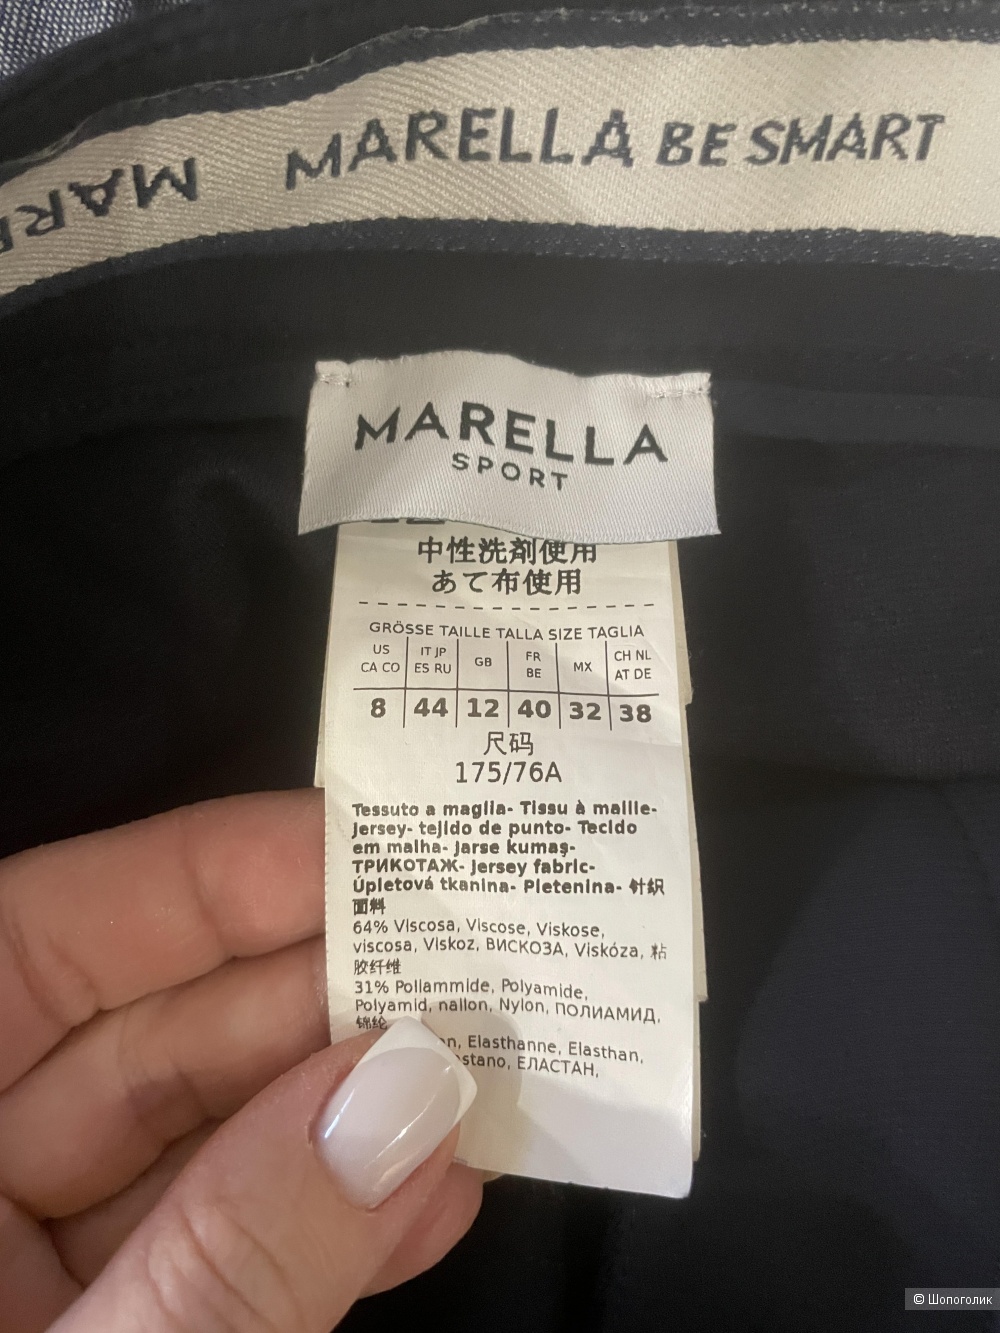 MARELLA BE SMART
MAR
MARELLA
SPORT
中性洗剤使用
あて布使用
GRÖSSE TAILLE TALLA SIZE TAGLIA
US CA CO IT JP ES RU GB FR BE MX CH NL AT DE
8 44 12 40 32 38
尺码
175/76A
Tessuto a maglia- Tissu à maille-
Jersey- tejido de punto- Tecido
em malha- Jarse kumaş-
ТРИКОТАЖ- Jersey fabric-
Úpletová tkanina- Pletenina- 针织
面料
64% Viscosa, Viscose, Viskose,
viscosa, Viskoz, ВИСКОЗА, Viskóza, 粘
胶纤维
31% Poliammide, Polyamide,
Polyamid, nailon, Nylon, ПОЛИАМИД,
锦纶
Elasthanne, Elasthan,
ЕЛАСТАН,
© Шопоголик